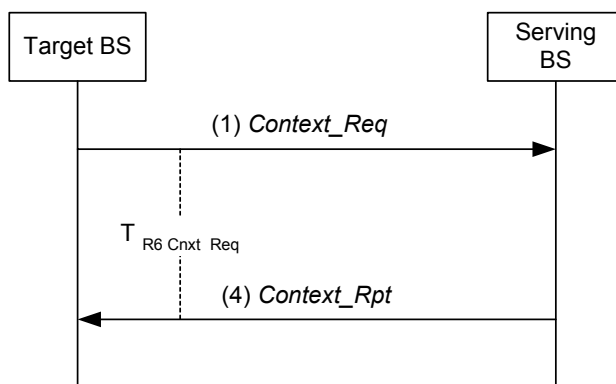 Target BS
Serving
BS
(1) Context_Req
T R6 Cnxt Req
(4) Context_Rpt